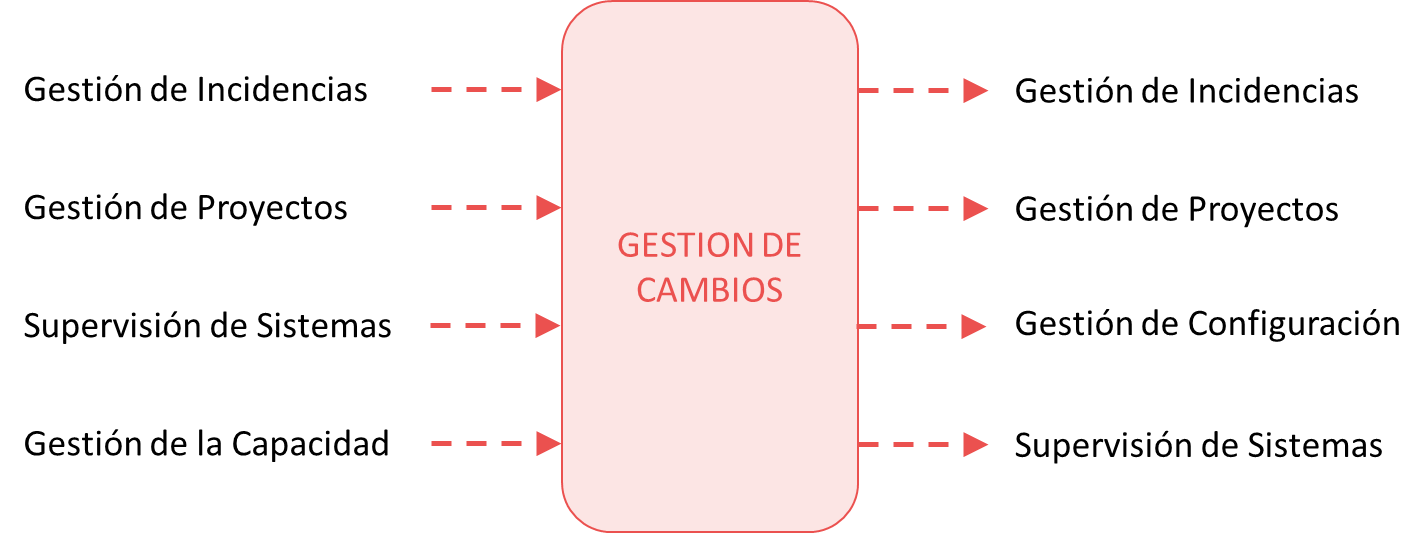 Gestión de Incidencias
Gestión de Proyectos
Supervisión de Sistemas
Gestión de la Capacidad
GESTION DE
CAMBIOS
Gestión de Incidencias
Gestión de Proyectos
Gestión de Configuración
Supervisión de Sistemas